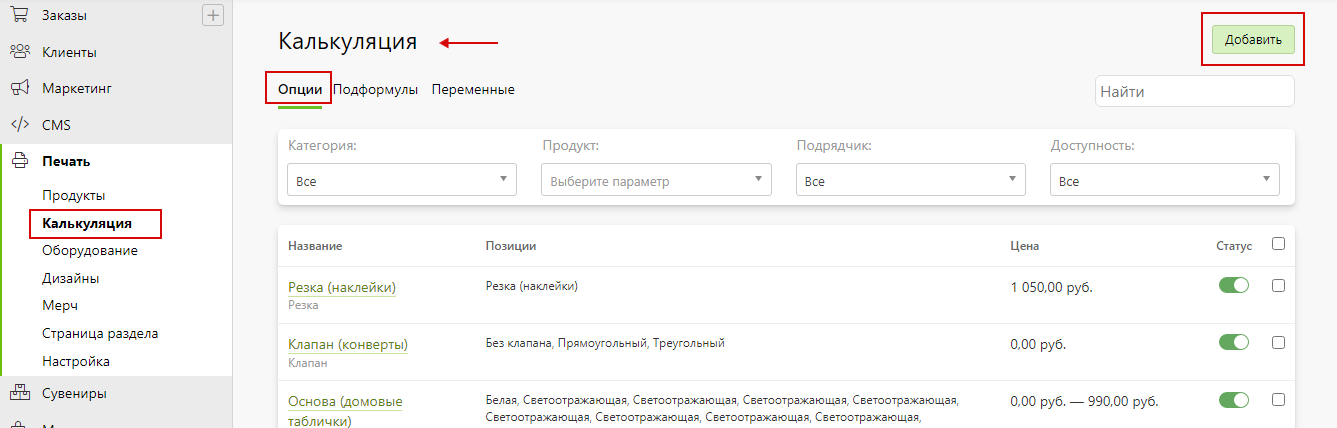 Заказы
Клиенты
Маркетинг
CMS
Печать
Продукты
Калькуляция
Оборудование
Дизайны
Мерч
Страница раздела
Настройка
Сувениры
Калькуляция
Добавить
Опции Подформулы Переменные
Найти
Категория: Продукт: Подрядчик: Доступность:
Все Выберите параметр Все Все
Название Позиции Цена Статус
Резка (наклейки) Резка (наклейки) 1 050,00 руб.
Резка
Клапан (конверты) Без клапана, Прямоугольный, Треугольный 0,00 руб.
Клапан
Основа (домовые Белая, Светоотражающая, Светоотражающая, Светоотражающая, Светоотражающая, 0,00 руб. — 990,00 руб.
таблички) Светоотражающая, Светоотражающая, Светоотражающая, Светоотражающая,